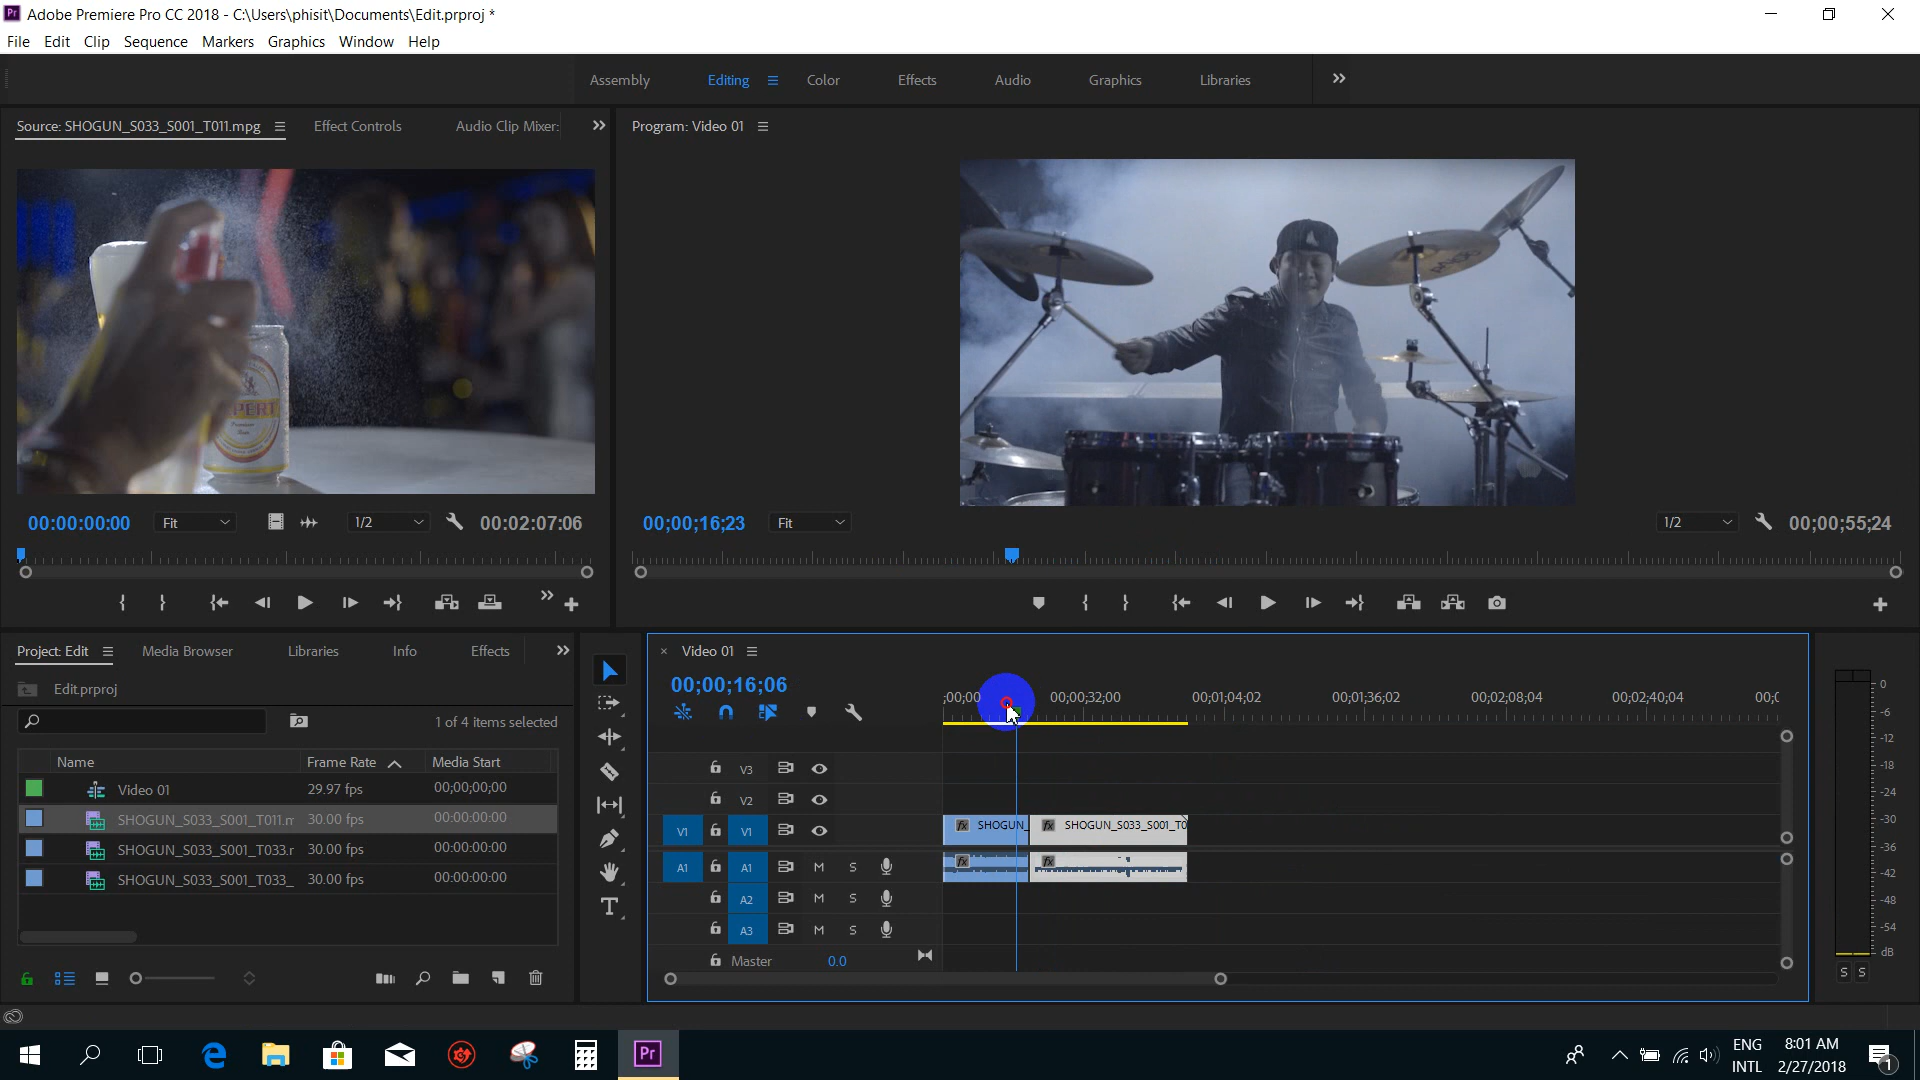 Adobe Premiere Pro CC 2018 - C:\Users\phisit\Documents\Edit.prproj *
File Edit Clip Sequence Markers Graphics Window Help
Assembly Editing Color Effects Audio Graphics Libraries
Source: SHOGUN_S033_S001_T011.mpg Effect Controls Audio Clip Mixer:
Program: Video 01
00:00:00:00 Fit 1/2 00:02:07:06
00;00;16;23 Fit 1/2 00;00;55;24
Project: Edit Media Browser Libraries Info Effects
Edit.prproj
1 of 4 items selected
Name Frame Rate Media Start
Video 01 29.97 fps 00;00;00;00
SHOGUN_S033_S001_T011.m 30.00 fps 00:00:00:00
SHOGUN_S033_S001_T033.r 30.00 fps 00:00:00:00
SHOGUN_S033_S001_T033_ 30.00 fps 00:00:00:00
× Video 01
00;00;16;06
;00;00 00;00;32;00 00;01;04;02 00;01;36;02 00;02;08;04 00;02;40;04 00;0
V3
V2
V1 V1 fx SHOGUN_ fx SHOGUN_S033_S001_T0
A1 A1 M S fx fx
A2 M S
A3 M S
Master 0.0
0
-6
-12
-18
-24
-30
-36
-42
-48
-54
dB
S S
Pr
ENG
INTL
8:01 AM
2/27/2018
1